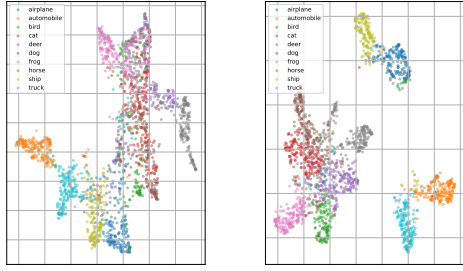 airplane
automobile
bird
cat
deer
dog
frog
horse
ship
truck
airplane
automobile
bird
cat
deer
dog
frog
horse
ship
truck